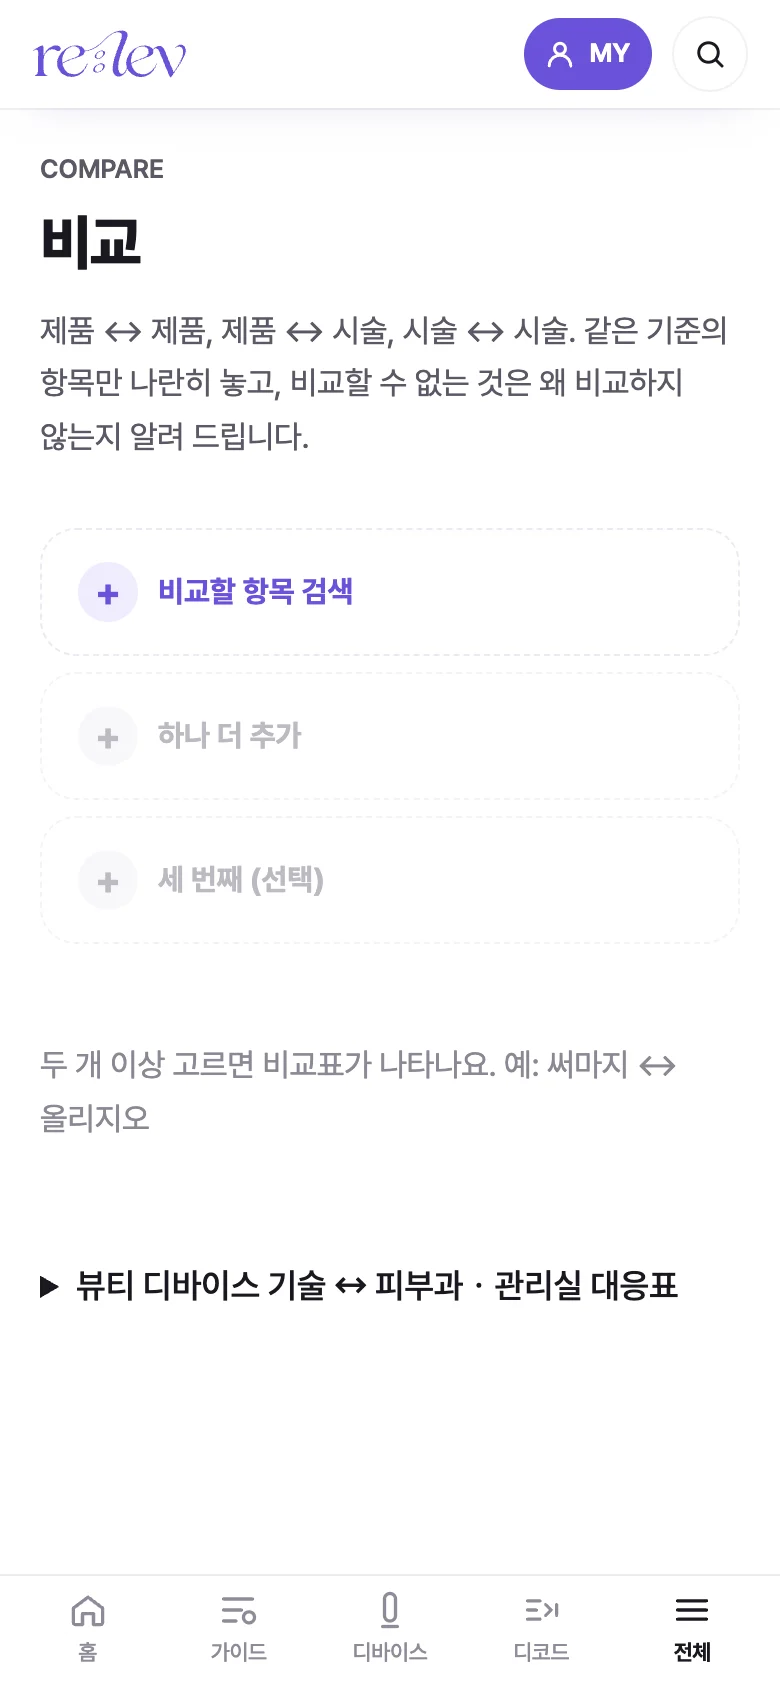 re:lev
MY
COMPARE
비교
제품 ↔ 제품, 제품 ↔ 시술, 시술 ↔ 시술. 같은 기준의
항목만 나란히 놓고, 비교할 수 없는 것은 왜 비교하지
않는지 알려 드립니다.
+ 비교할 항목 검색
+ 하나 더 추가
+ 세 번째 (선택)
두 개 이상 고르면 비교표가 나타나요. 예: 써마지 ↔
올리지오
▶ 뷰티 디바이스 기술 ↔ 피부과 · 관리실 대응표
홈
가이드
디바이스
디코드
전체